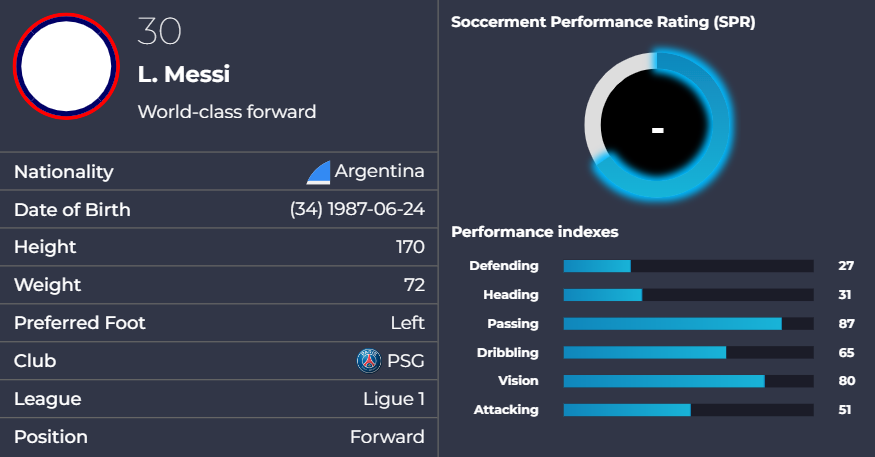 30
L. Messi
World-class forward
Nationality Argentina
Date of Birth (34) 1987-06-24
Height 170
Weight 72
Preferred Foot Left
Club PSG
League Ligue 1
Position Forward
Soccerment Performance Rating (SPR)
-
Performance indexes
Defending 27
Heading 31
Passing 87
Dribbling 65
Vision 80
Attacking 51